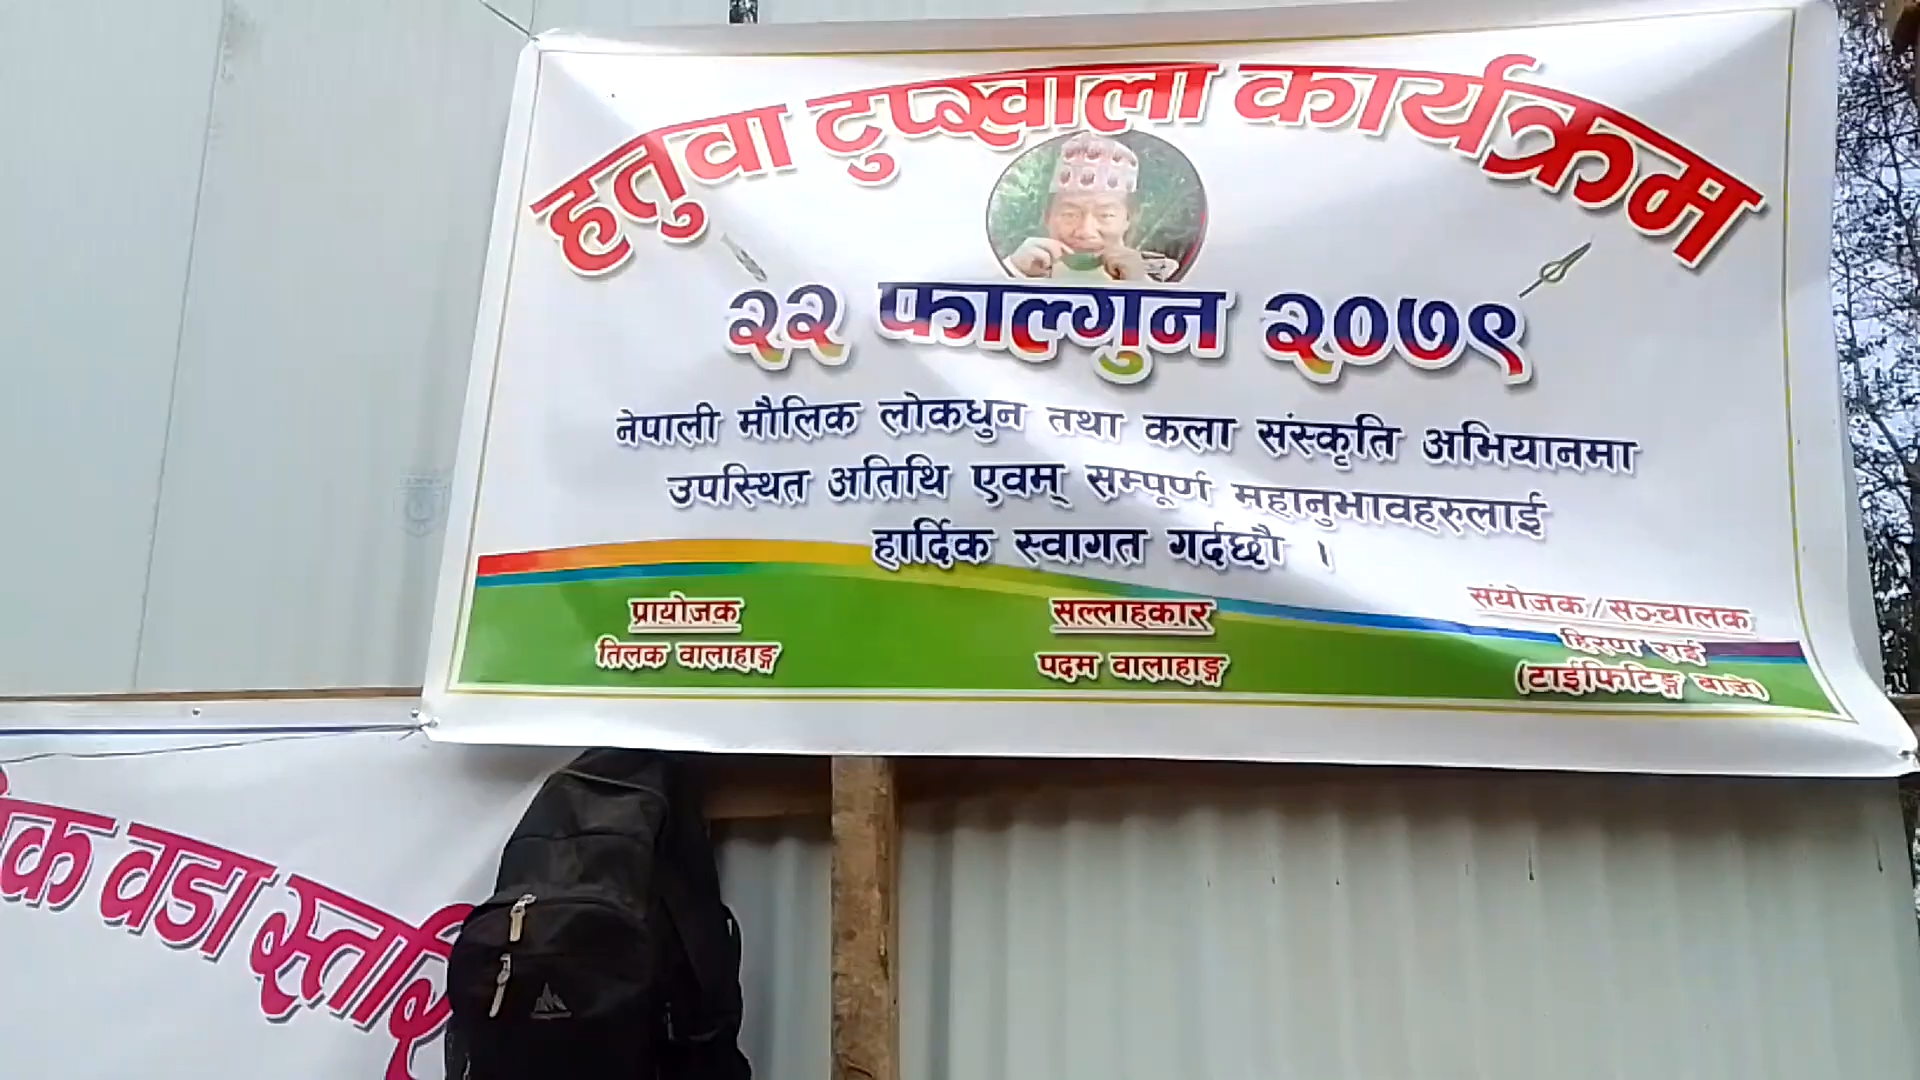 हतुवा टुप्खाला कार्यक्रम
२२ फाल्गुन २०७९
नेपाली मौलिक लोकधुन तथा कला संस्कृति अभियानमा
उपस्थित अतिथि एवम् सम्पूर्ण महानुभावहरुलाई
हार्दिक स्वागत गर्दछौ ।
प्रायोजक
तिलक वालाहाङ्ग
सल्लाहकार
पदम वालाहाङ्ग
संयोजक/सञ्चालक
हिरण राई
(टाईफिटिङ्ग बाजे)
वडा